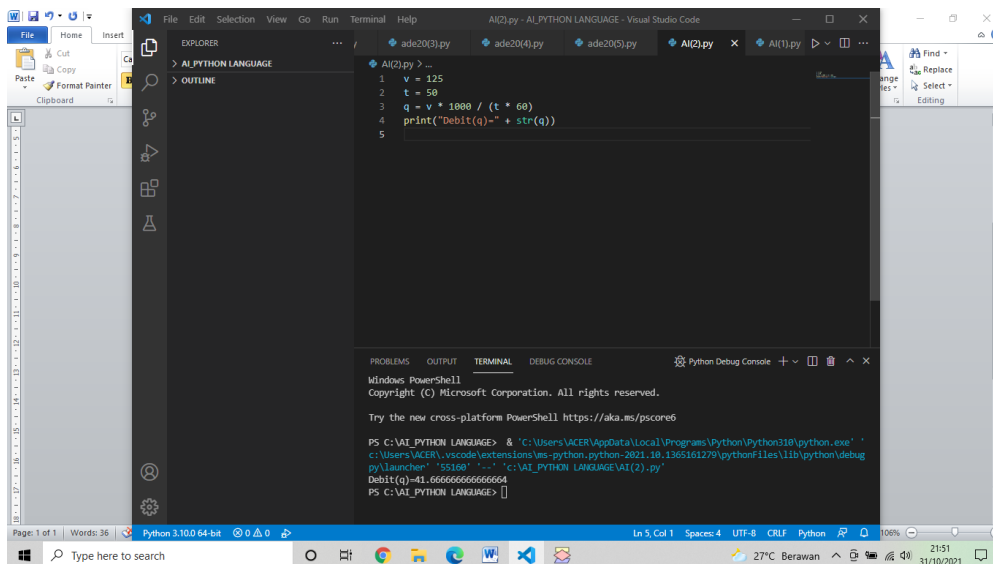 File Edit Selection View Go Run Terminal Help AI(2).py - AI_PYTHON LANGUAGE - Visual Studio Code
File Home Insert
Cut
Copy
Paste
Format Painter
Clipboard
Find
Replace
Select
Editing
EXPLORER
AI_PYTHON LANGUAGE
OUTLINE
ade20(3).py ade20(4).py ade20(5).py AI(2).py AI(1).py
AI(2).py > ...
1 v = 125
2 t = 50
3 q = v * 1000 / (t * 60)
4 print("Debit(q)=" + str(q))
5
PROBLEMS OUTPUT TERMINAL DEBUG CONSOLE Python Debug Console
Windows PowerShell
Copyright (C) Microsoft Corporation. All rights reserved.
Try the new cross-platform PowerShell https://aka.ms/pscore6
PS C:\AI_PYTHON LANGUAGE> & 'C:\Users\ACER\AppData\Local\Programs\Python\Python310\python.exe' '
c:\Users\ACER\.vscode\extensions\ms-python.python-2021.10.1365161279\pythonFiles\lib\python\debug
py\launcher' '55160' '--' 'c:\AI_PYTHON LANGUAGE\AI(2).py'
Debit(q)=41.666666666666664
PS C:\AI_PYTHON LANGUAGE>
Page: 1 of 1 Words: 36 Python 3.10.0 64-bit 0 0 Ln 5, Col 1 Spaces: 4 UTF-8 CRLF Python 106%
Type here to search 27°C Berawan 21:51
31/10/2021